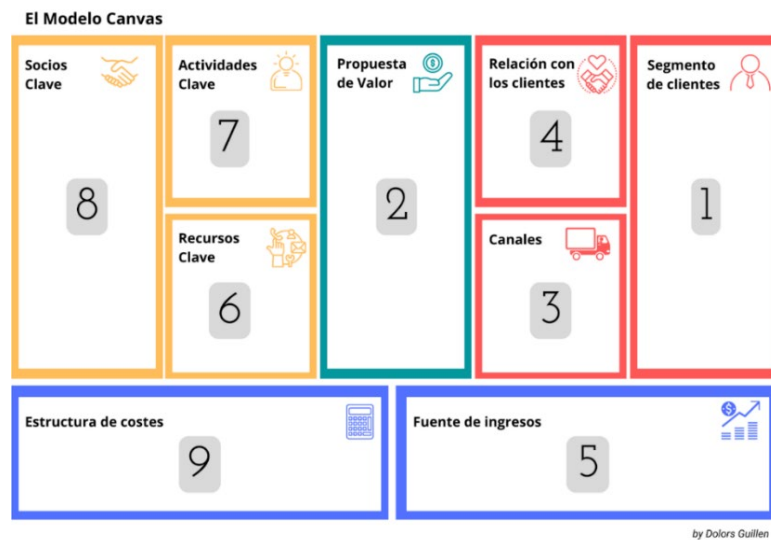 El Modelo Canvas
Socios
Clave
8
Actividades
Clave
7
Recursos
Clave
6
Propuesta
de Valor
2
Relación con
los clientes
4
Canales
3
Segmento
de clientes
1
Estructura de costes
9
Fuente de ingresos
5
by Dolors Guillen